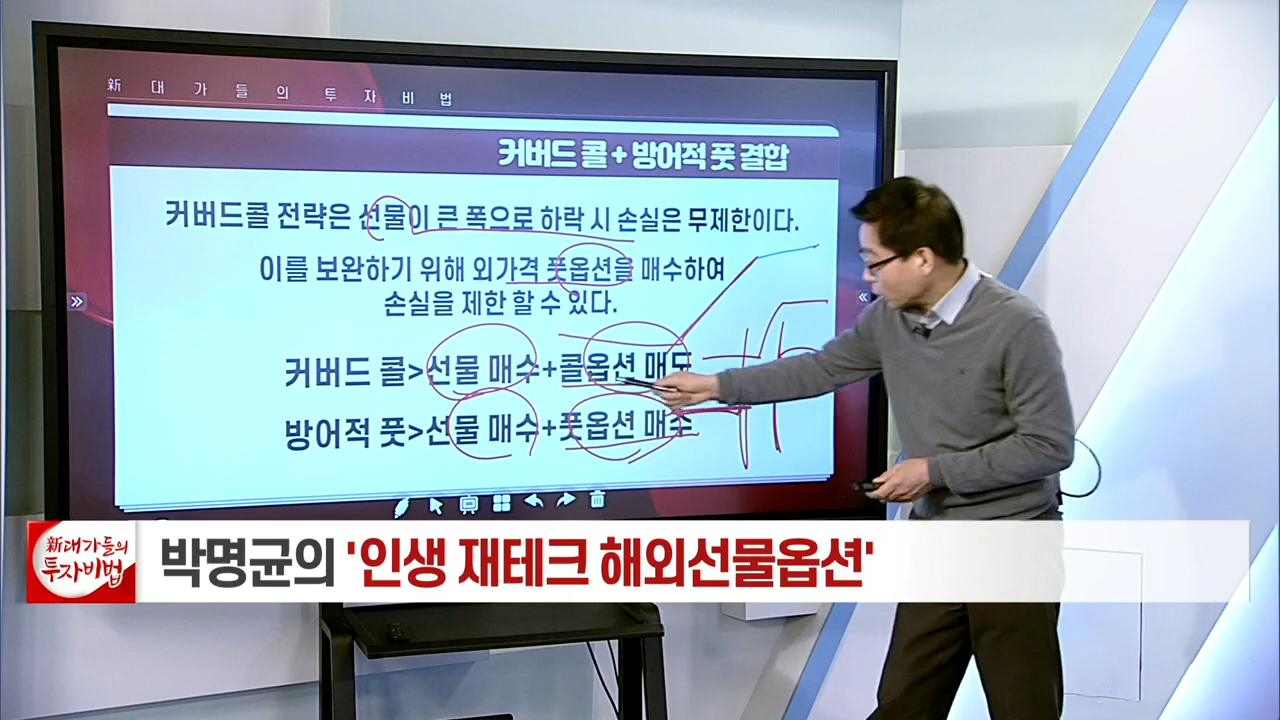 新 대가들의 투자비법
커버드 콜 + 방어적 풋 결합
커버드콜 전략은 선물이 큰 폭으로 하락 시 손실은 무제한이다.
이를 보완하기 위해 외가격 풋옵션을 매수하여
손실을 제한 할 수 있다.
커버드 콜>선물 매수+콜옵션 매도
방어적 풋>선물 매수+풋옵션 매수
新대가들의
투자비법
박명균의 '인생 재테크 해외선물옵션'